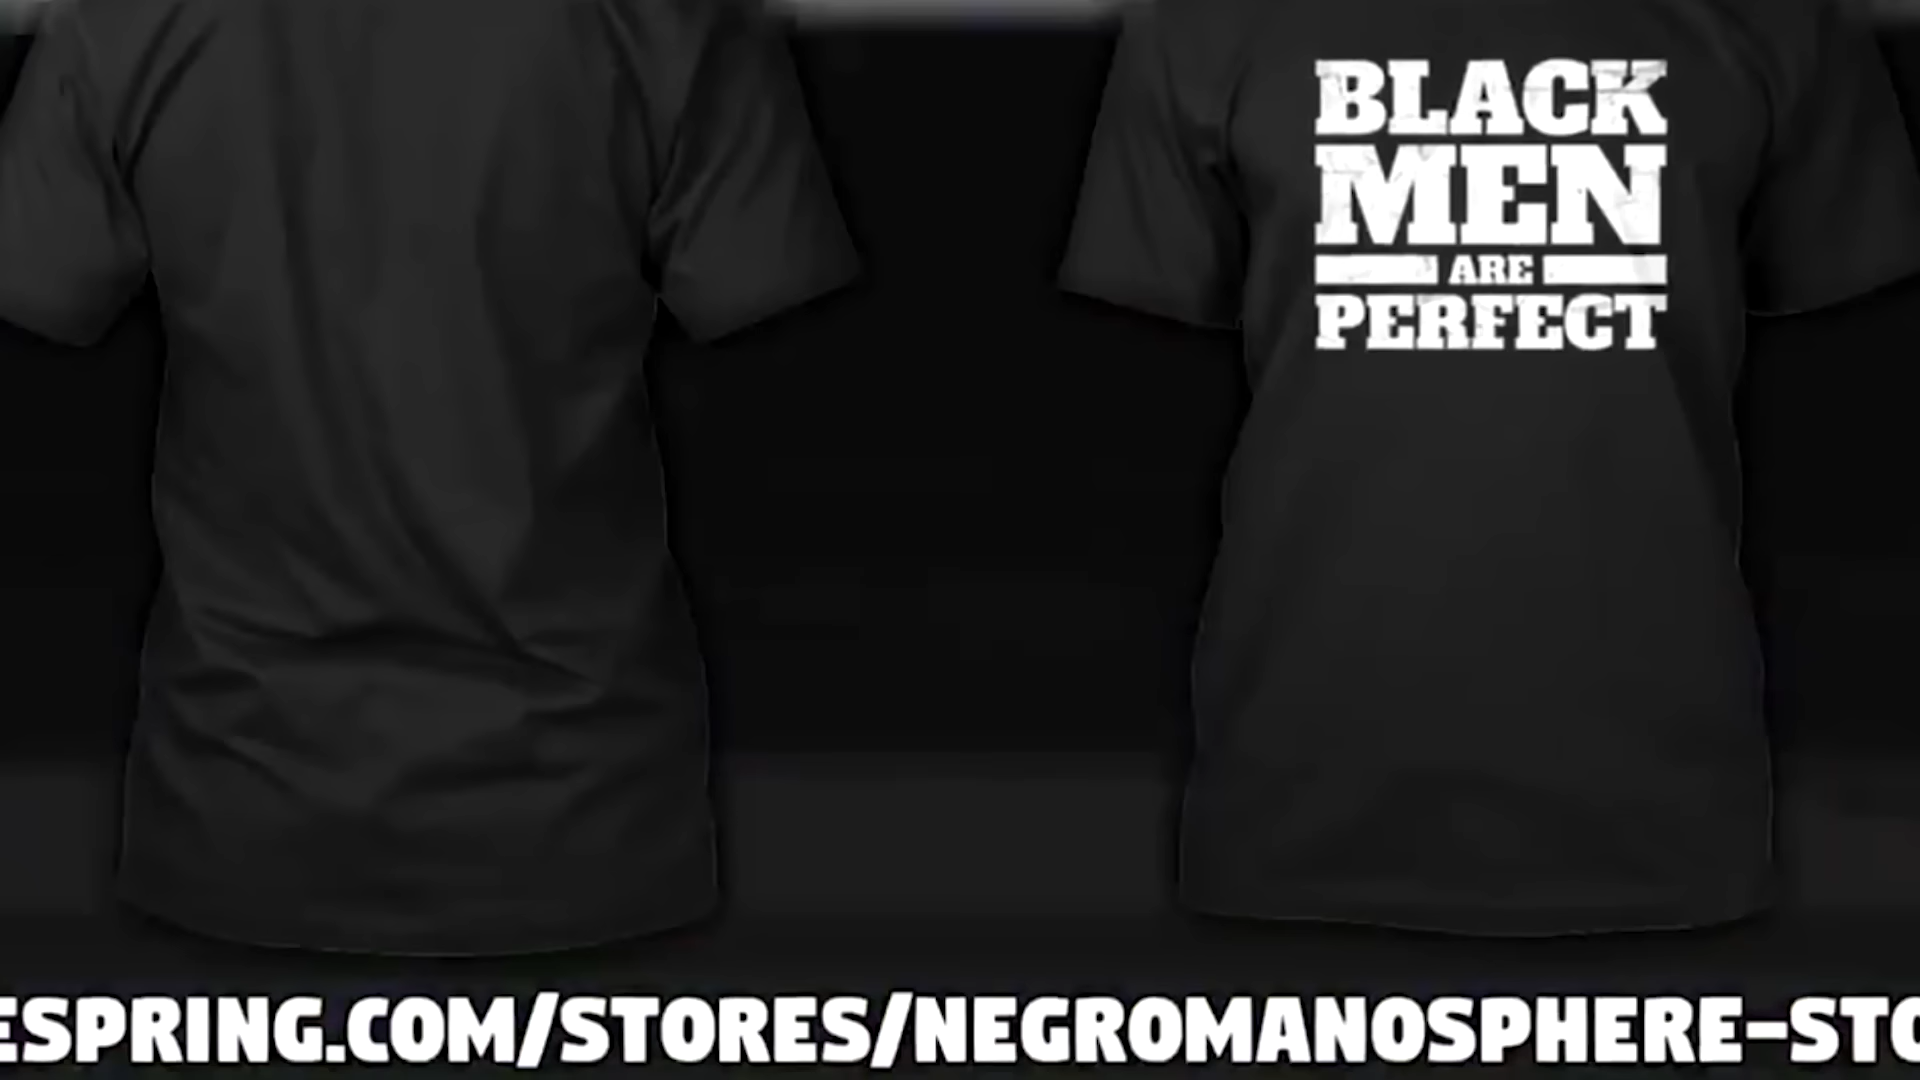 BLACK
MEN
ARE
PERFECT
ESPRING.COM/STORES/NEGROMANOSPHERE-STO